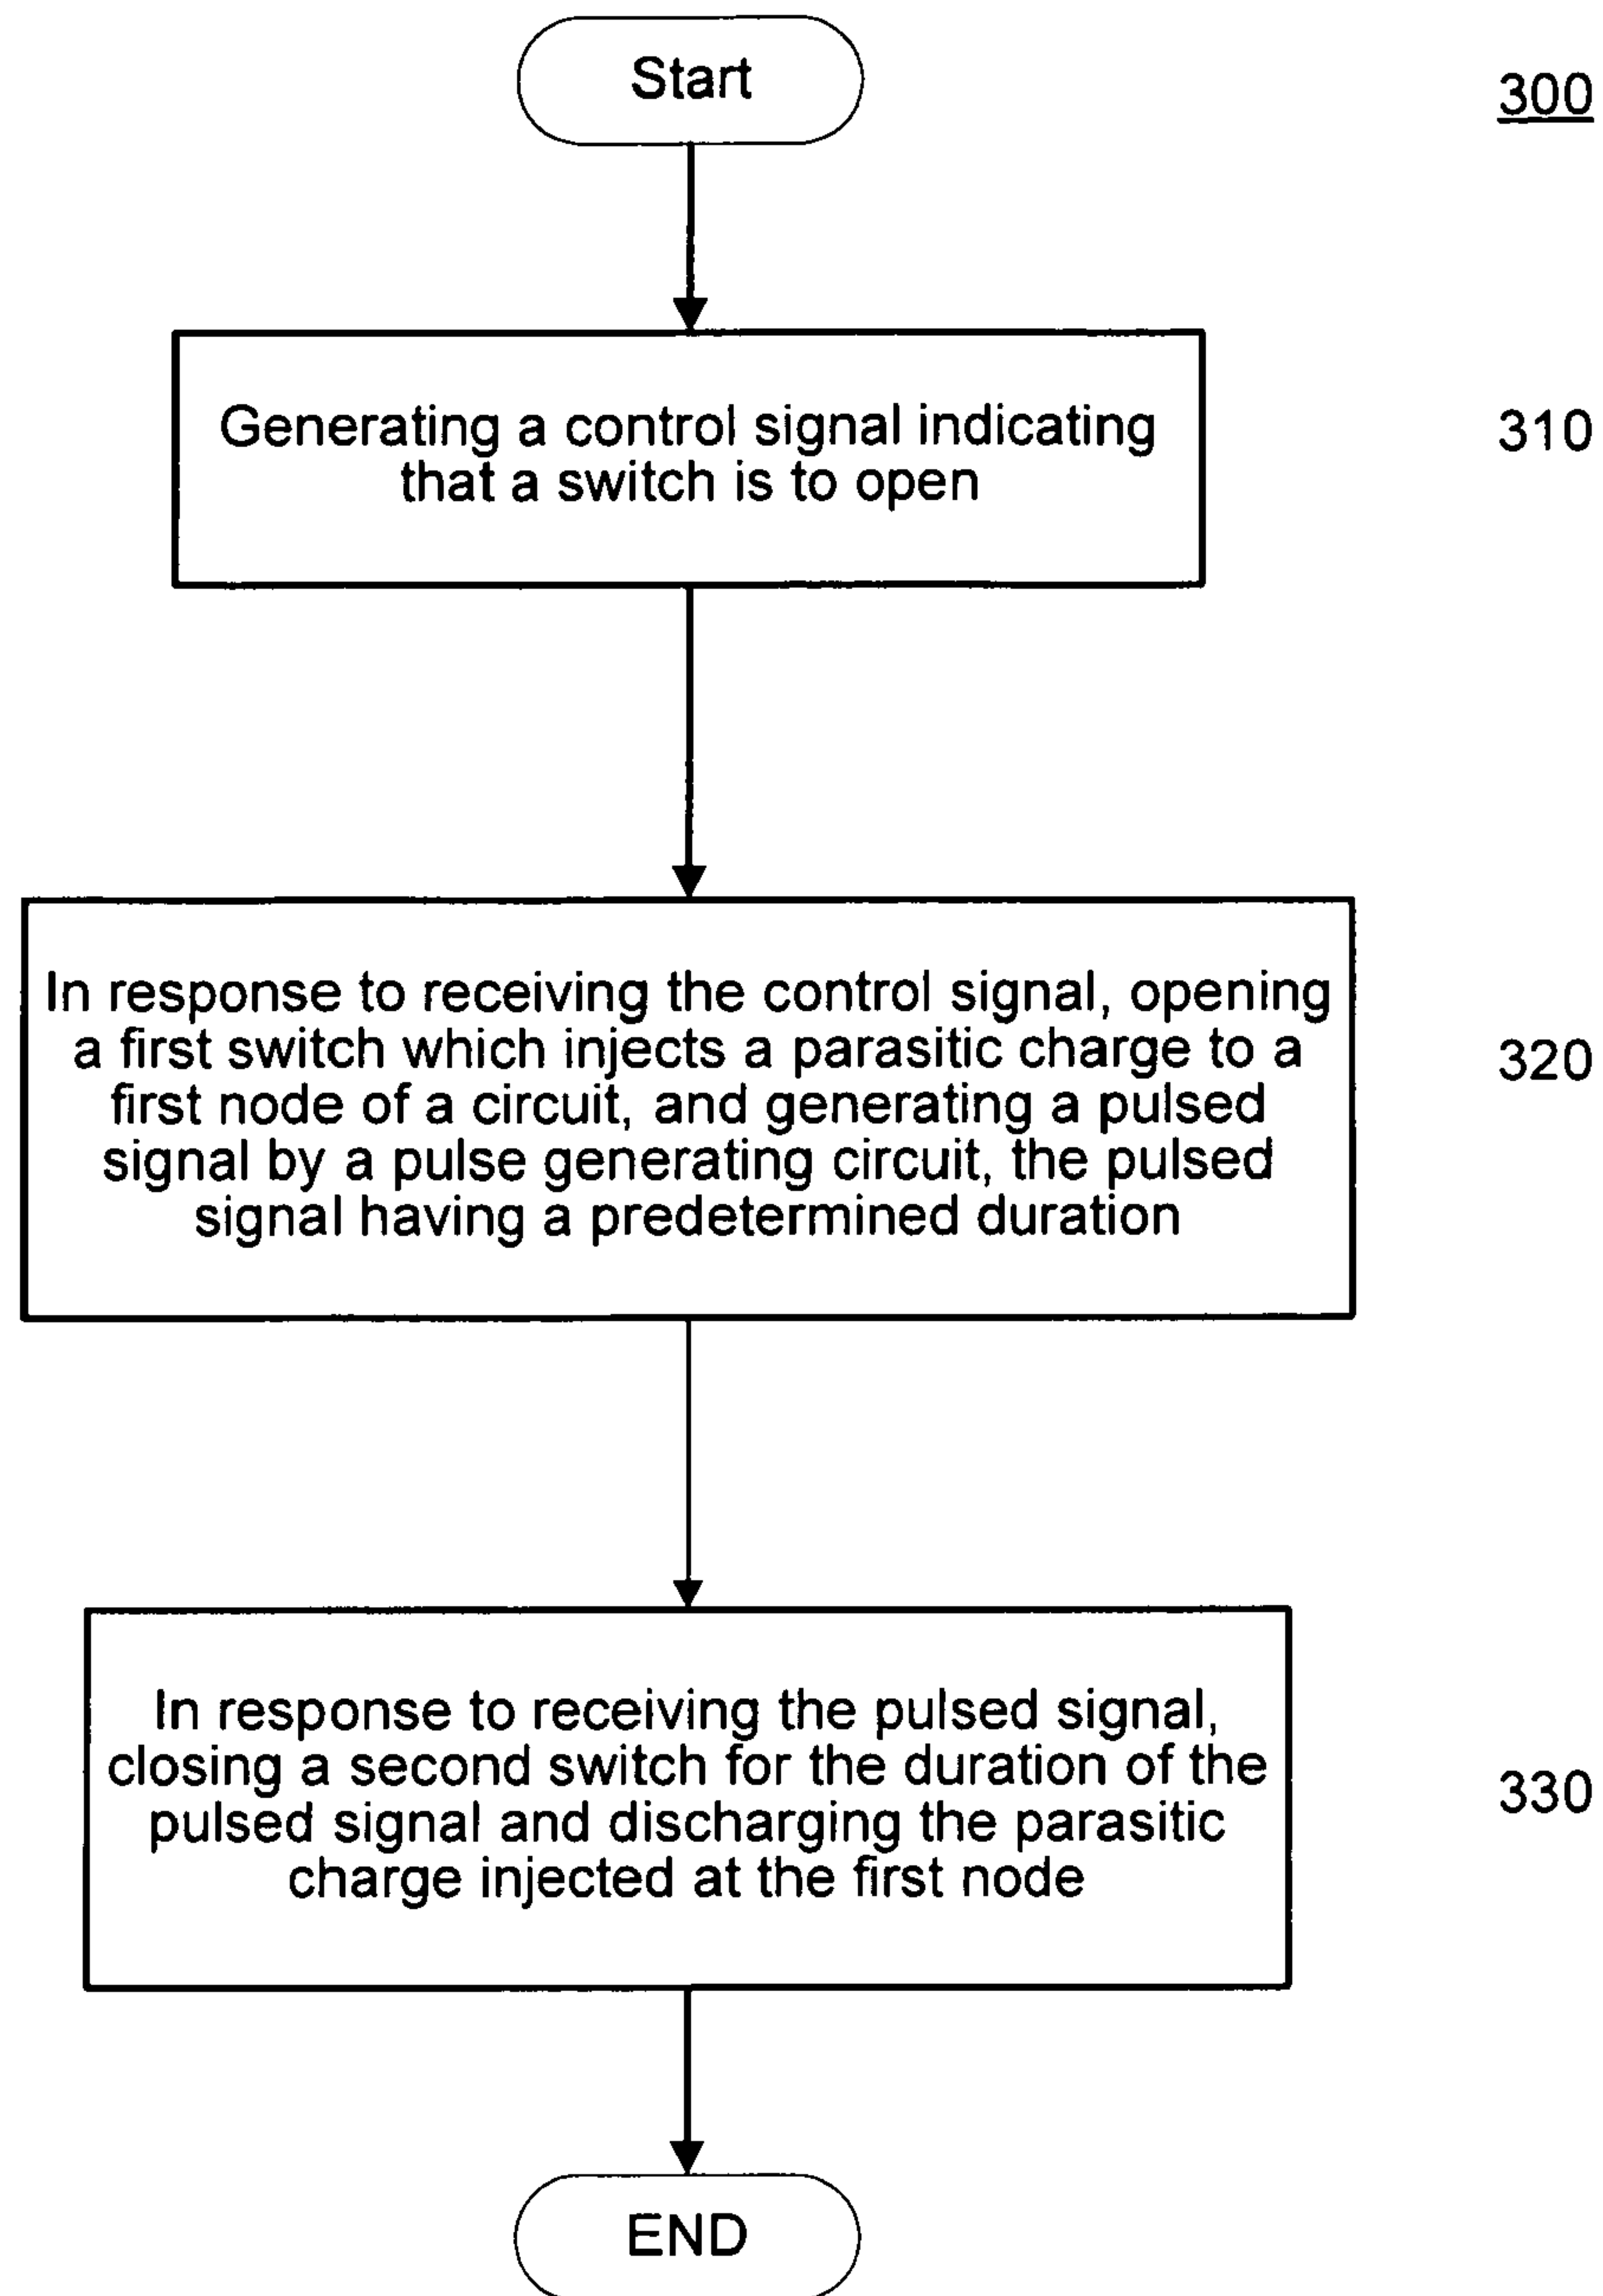 Start
300
Generating a control signal indicating
that a switch is to open
310
In response to receiving the control signal, opening
a first switch which injects a parasitic charge to a
first node of a circuit, and generating a pulsed
signal by a pulse generating circuit, the pulsed
signal having a predetermined duration
320
In response to receiving the pulsed signal,
closing a second switch for the duration of the
pulsed signal and discharging the parasitic
charge injected at the first node
330
END